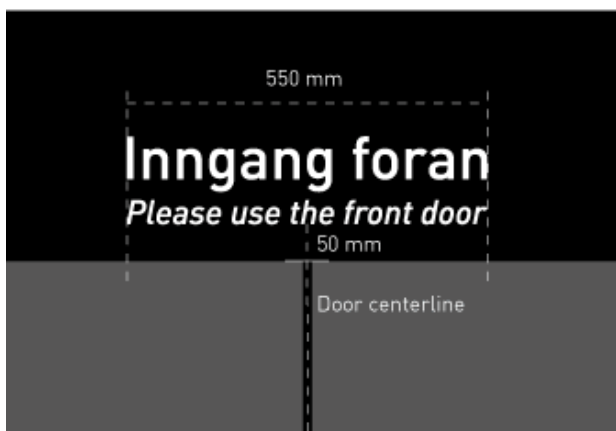 550 mm
Inngang foran
Please use the front door
50 mm
Door centerline